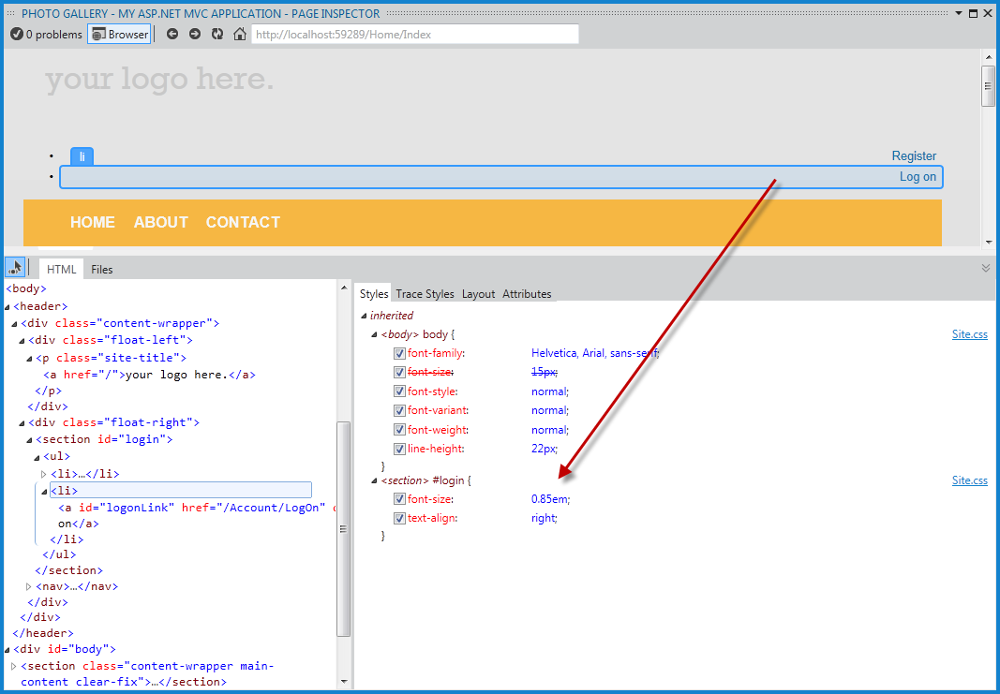 PHOTO GALLERY - MY ASP.NET MVC APPLICATION - PAGE INSPECTOR
0 problems Browser http://localhost:59289/Home/Index
your logo here.
li Register
Log on
HOME ABOUT CONTACT
HTML Files
<body>
<header>
<div class="content-wrapper">
<div class="float-left">
<p class="site-title">
<a href="/">your logo here.</a>
</p>
</div>
<div class="float-right">
<section id="login">
<ul>
<li>…</li>
<li>
<a id="logonLink" href="/Account/LogOn"
on</a>
</li>
</ul>
</section>
<nav>…</nav>
</div>
</div>
</header>
<div id="body">
<section class="content-wrapper main-
content clear-fix">…</section>
Styles Trace Styles Layout Attributes
inherited
<body> body { Site.css
font-family: Helvetica, Arial, sans-serif;
font-size: 15px;
font-style: normal;
font-variant: normal;
font-weight: normal;
line-height: 22px;
}
<section> #login { Site.css
font-size: 0.85em;
text-align: right;
}